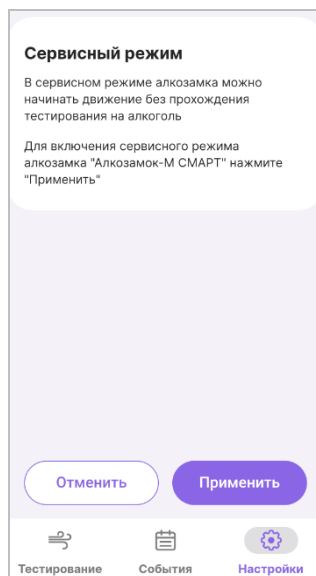 Сервисный режим
В сервисном режиме алкозамка можно
начинать движение без прохождения
тестирования на алкоголь
Для включения сервисного режима
алкозамка "Алкозамок-М СМАРТ" нажмите
"Применить"
Отменить
Применить
Тестирование
События
Настройки